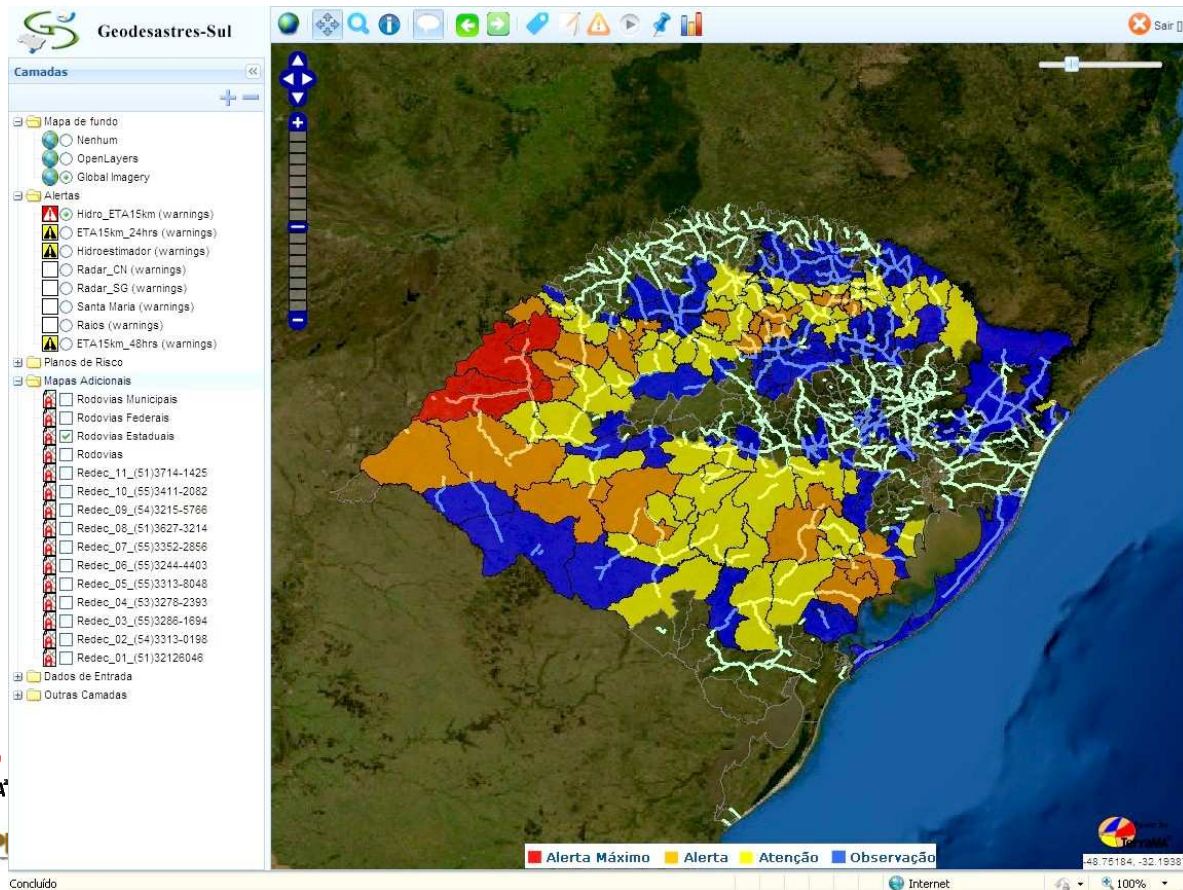 Geodesastres-Sul
Sair []
Camadas
Mapa de fundo
Nenhum
OpenLayers
Global Imagery
Alertas
Hidro_ETA15km (warnings)
ETA15km_24hrs (warnings)
Hidroestimador (warnings)
Radar_CN (warnings)
Radar_SG (warnings)
Santa Maria (warnings)
Raios (warnings)
ETA15km_48hrs (warnings)
Planos de Risco
Mapas Adicionais
Rodovias Municipais
Rodovias Federais
Rodovias Estaduais
Rodovias
Redec_11_(51)3714-1425
Redec_10_(55)3411-2082
Redec_09_(54)3215-5766
Redec_08_(51)3627-3214
Redec_07_(55)3352-2856
Redec_06_(55)3244-4403
Redec_05_(55)3313-8048
Redec_04_(53)3278-2393
Redec_03_(55)3286-1694
Redec_02_(54)3313-0198
Redec_01_(51)32126046
Dados de Entrada
Outras Camadas
TerraMA²
Alerta Máximo Alerta Atenção Observação
-48.75184, -32.1938
Concluído Internet 100%